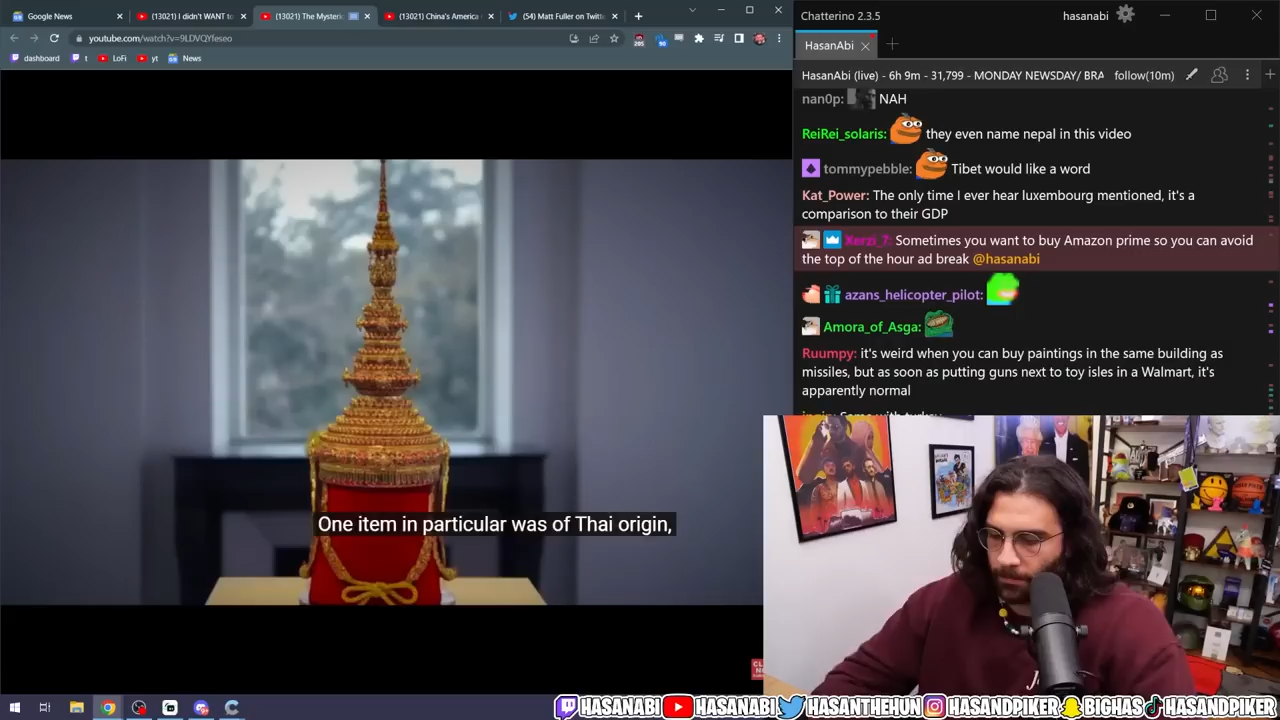 Google News
(13021) I didn't WANT to
(13021) The Mysterie
(13021) China's America
(54) Matt Fuller on Twitte
youtube.com/watch?v=9LDVQYfeseo
dashboard
t
LoFi
yt
News
One item in particular was of Thai origin,
Chatterino 2.3.5
hasanabi
HasanAbi
HasanAbi (live) - 6h 9m - 31,799 - MONDAY NEWSDAY/ BRA
follow(10m)
nan0p: NAH
ReiRei_solaris: they even name nepal in this video
tommypebble: Tibet would like a word
Kat_Power: The only time I ever hear luxembourg mentioned, it's a
comparison to their GDP
Xerzi_7: Sometimes you want to buy Amazon prime so you can avoid
the top of the hour ad break @hasanabi
azans_helicopter_pilot:
Amora_of_Asga:
Ruumpy: it's weird when you can buy paintings in the same building as
missiles, but as soon as putting guns next to toy isles in a Walmart, it's
apparently normal
HASANABI
HASANABI
HASANTHEHUN
HASANDPIKER
BIGHAS
HASANDPIKER